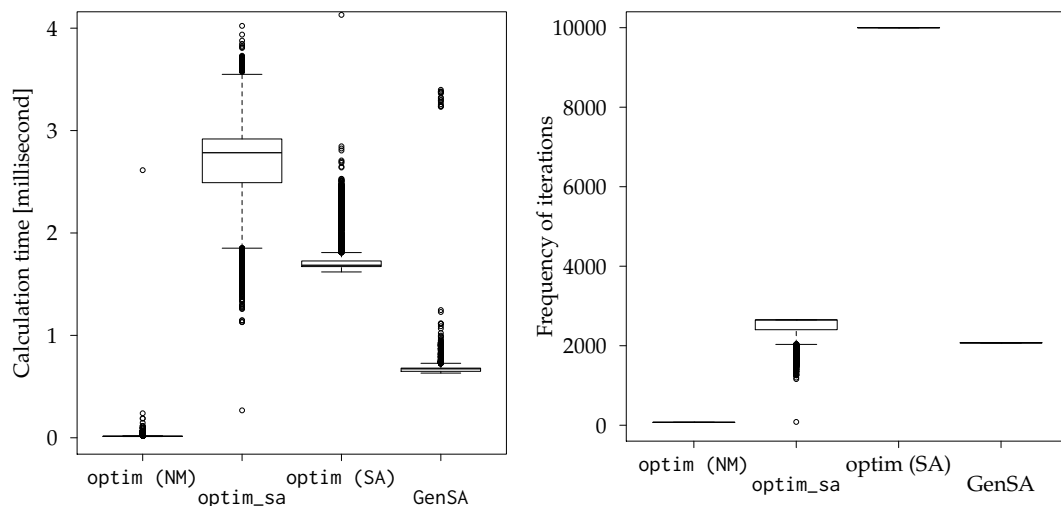 Calculation time [millisecond]
4
3
2
1
0
optim (NM)
optim_sa
optim (SA)
GenSA
Frequency of iterations
10000
8000
6000
4000
2000
0
optim (NM)
optim_sa
optim (SA)
GenSA